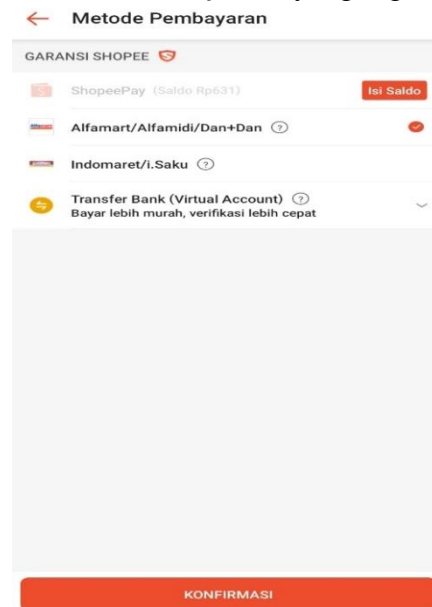 Metode Pembayaran
GARANSI SHOPEE
ShopeePay (Saldo Rp631)
Isi Saldo
Alfamart/Alfamidi/Dan+Dan ?
Indomaret/i.Saku ?
Transfer Bank (Virtual Account) ?
Bayar lebih murah, verifikasi lebih cepat
KONFIRMASI